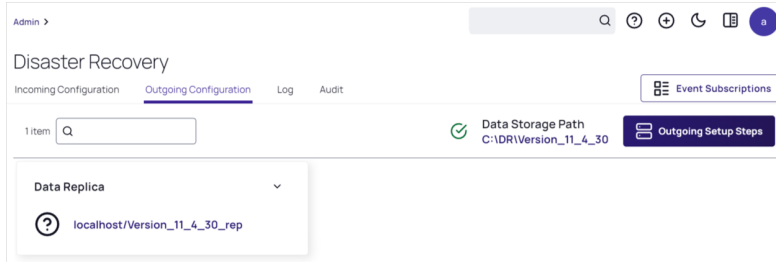 Admin >
a
Disaster Recovery
Incoming Configuration Outgoing Configuration Log Audit
Event Subscriptions
1 item
Data Storage Path
C:\DR\Version_11_4_30
Outgoing Setup Steps
Data Replica
localhost/Version_11_4_30_rep